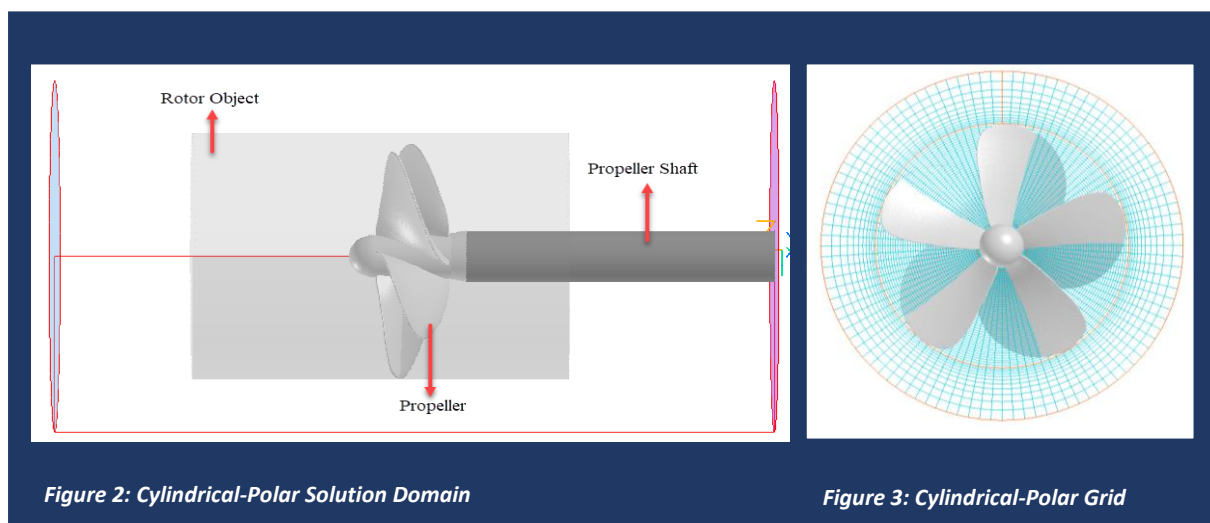 Rotor Object
Propeller Shaft
Propeller
Figure 2: Cylindrical-Polar Solution Domain
Figure 3: Cylindrical-Polar Grid